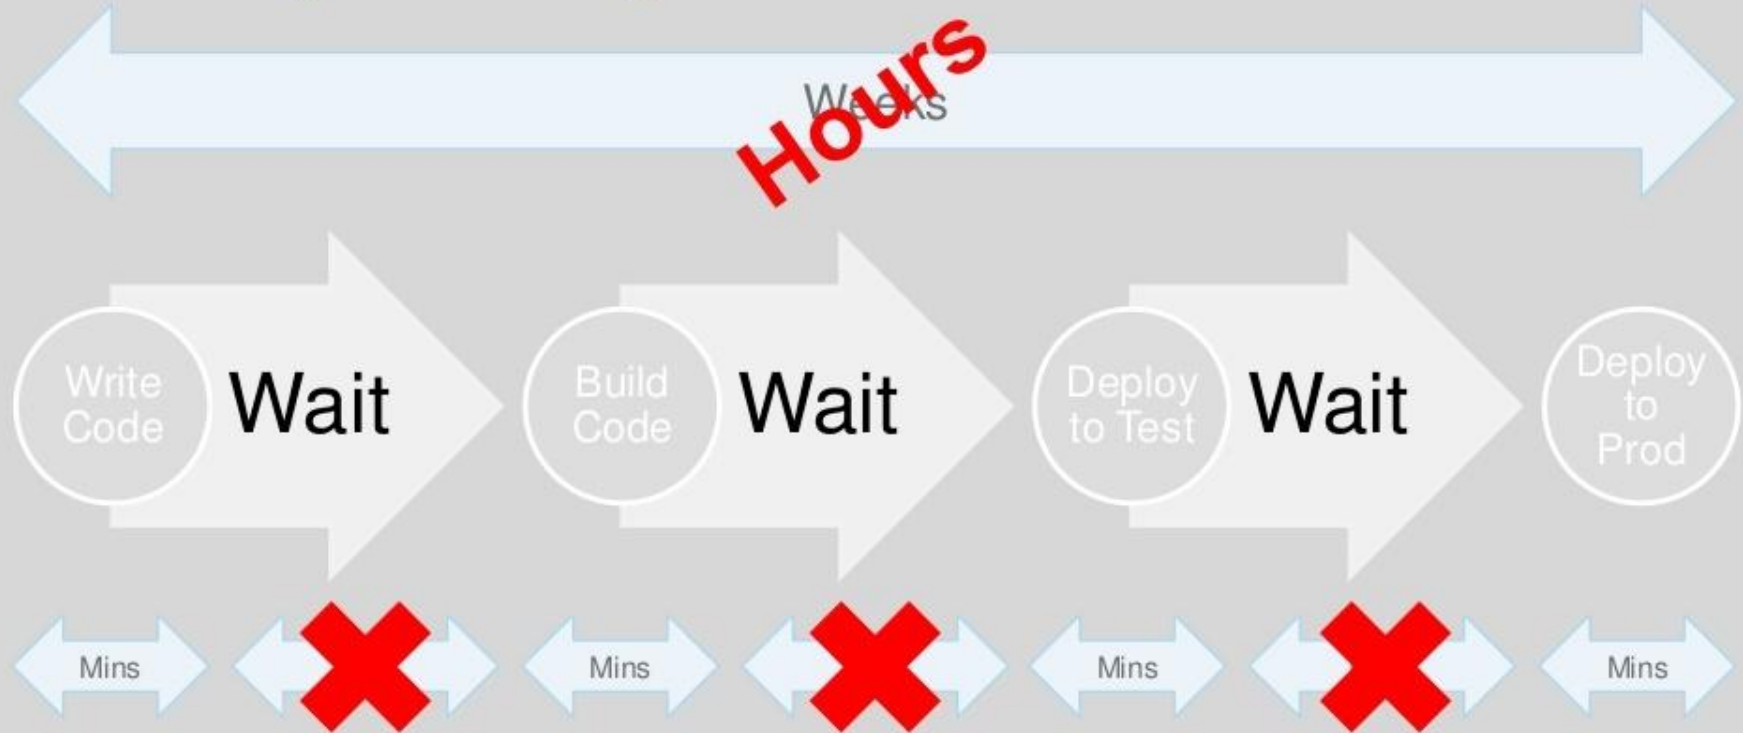 Weeks
Hours
Write
Code
Wait
Build
Code
Wait
Deploy
to Test
Wait
Deploy
to
Prod
Mins
Mins
Mins
Mins